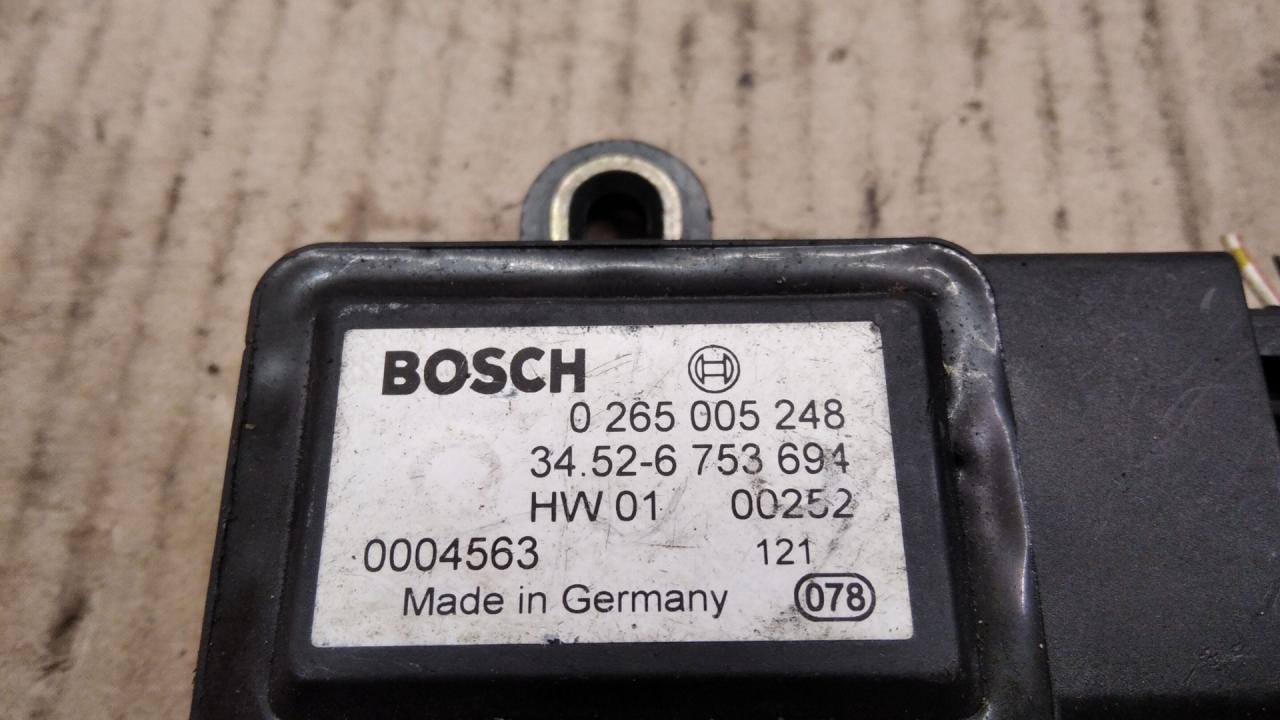 BOSCH
0 265 005 248
34.52-6 753 694
HW 01 00252
0004563 121
Made in Germany 078